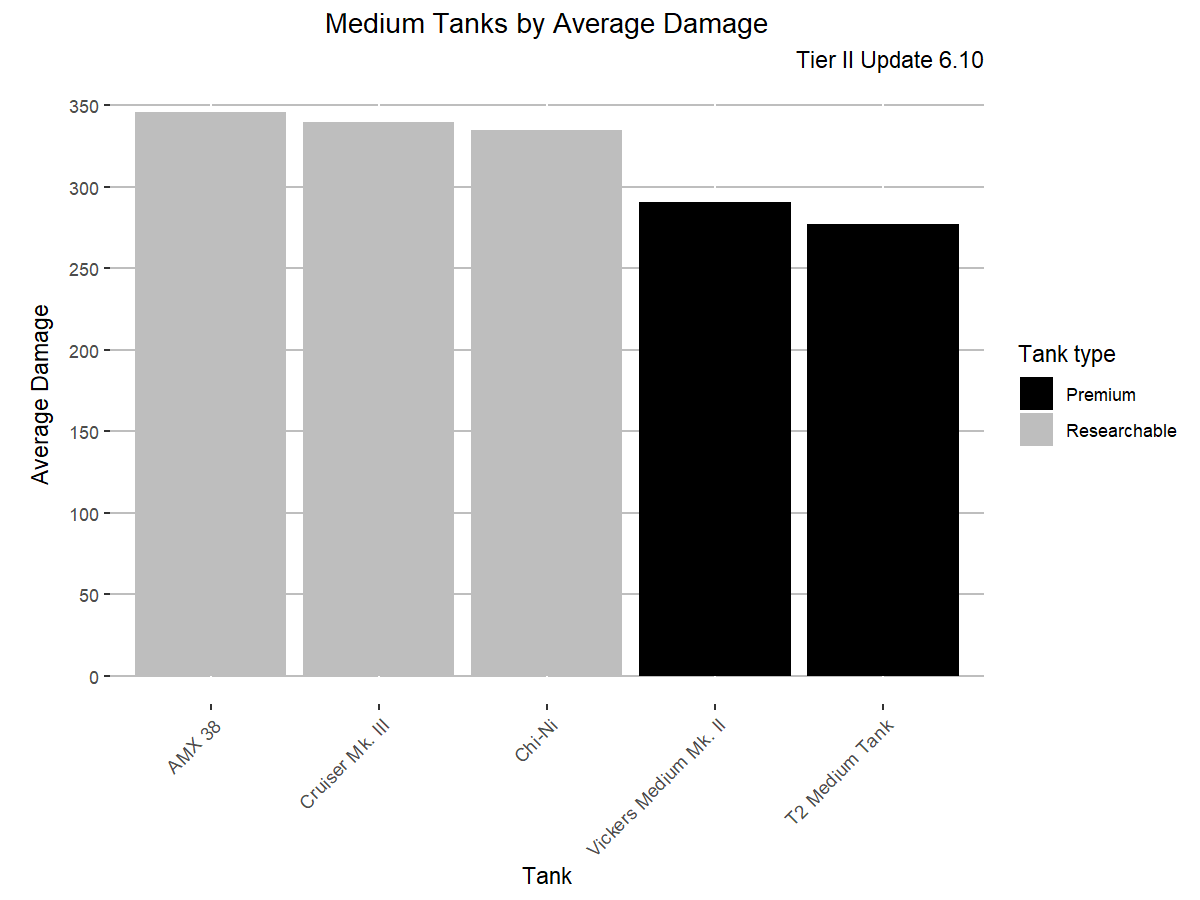 Medium Tanks by Average Damage
Tier II Update 6.10
Average Damage
350
300
250
200
150
100
50
0
AMX 38
Cruiser Mk. III
Chi-Ni
Vickers Medium Mk. II
T2 Medium Tank
Tank
Tank type
Premium
Researchable